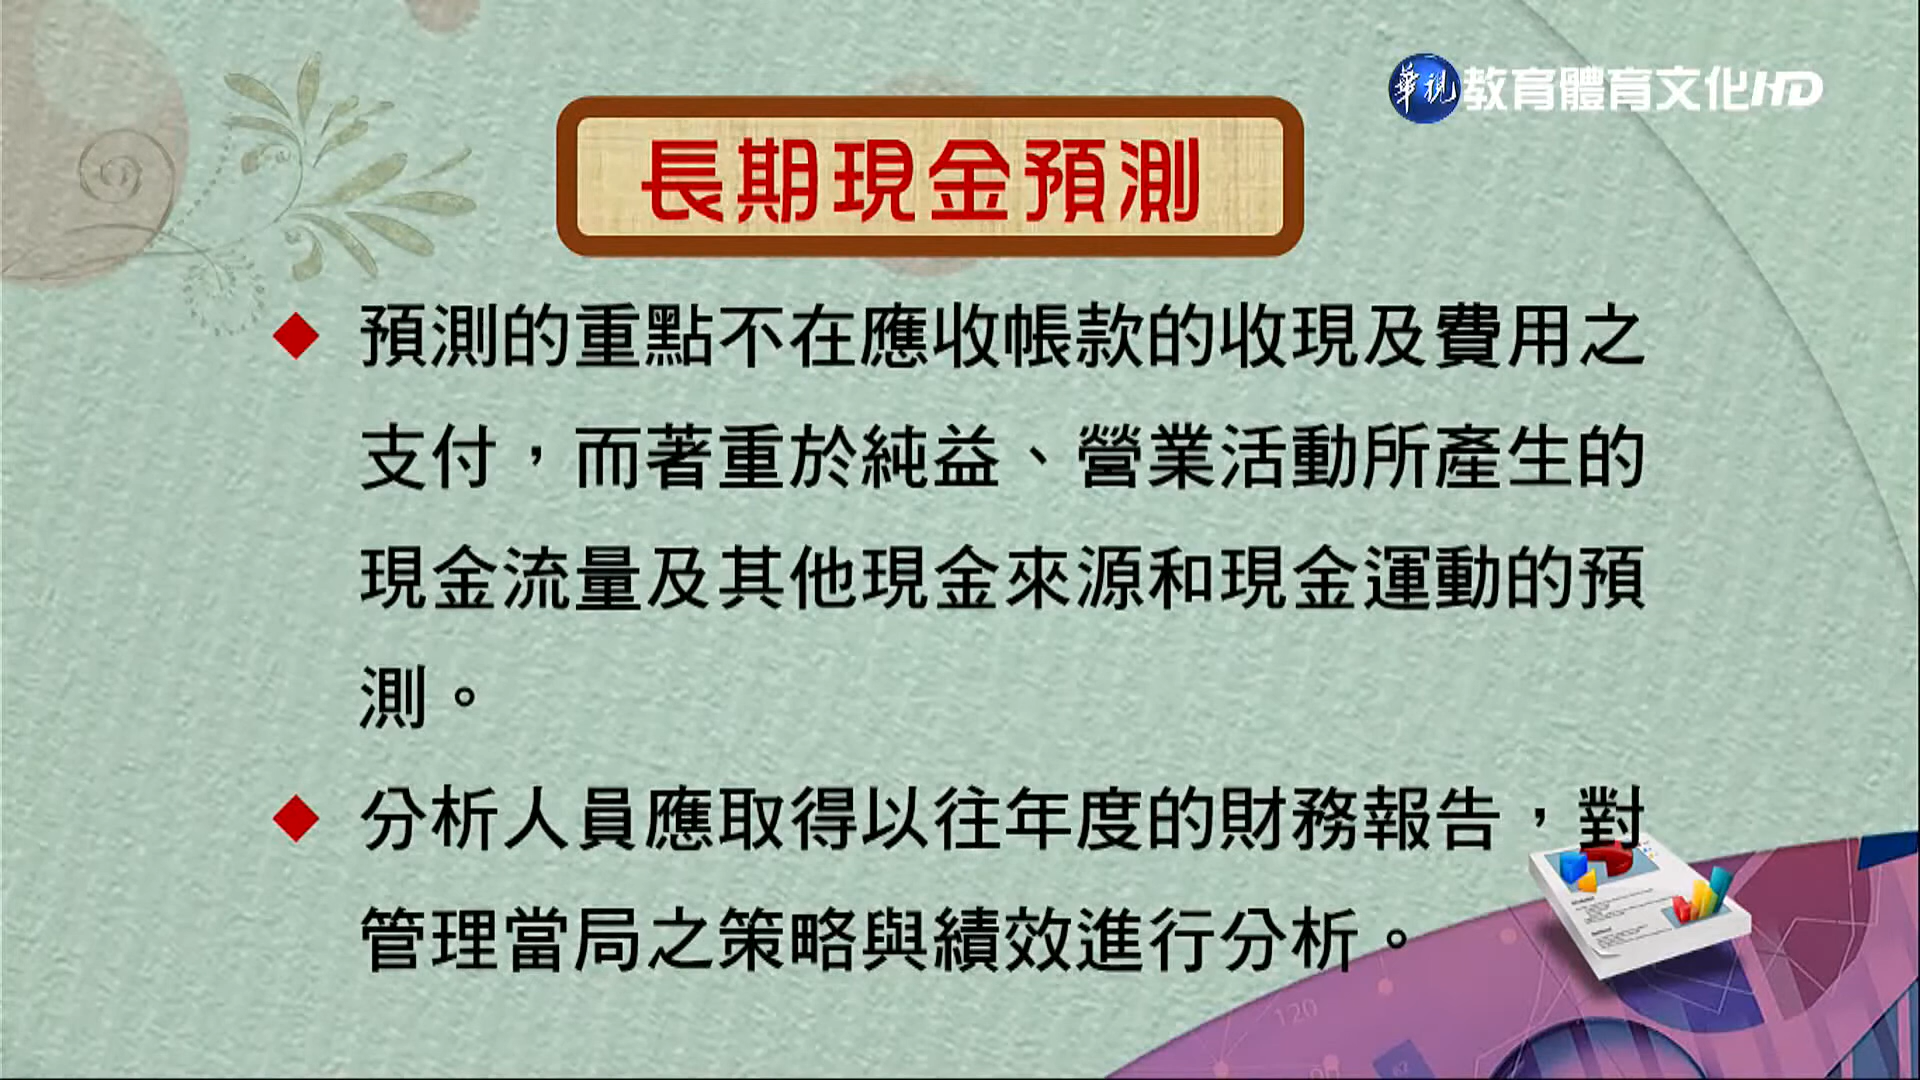 華視 教育體育文化HD
長期現金預測
◆ 預測的重點不在應收帳款的收現及費用之
支付，而著重於純益、營業活動所產生的
現金流量及其他現金來源和現金運動的預
測。
◆ 分析人員應取得以往年度的財務報告，對
管理當局之策略與績效進行分析。
120